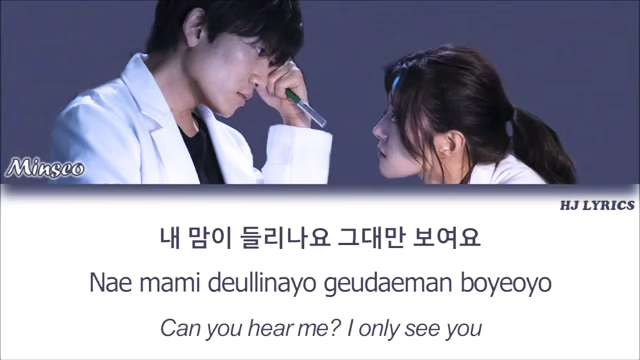 Minsco
HJ LYRICS
내 맘이 들리나요 그대만 보여요
Nae mami deullinayo geudaeman boyeoyo
Can you hear me? I only see you